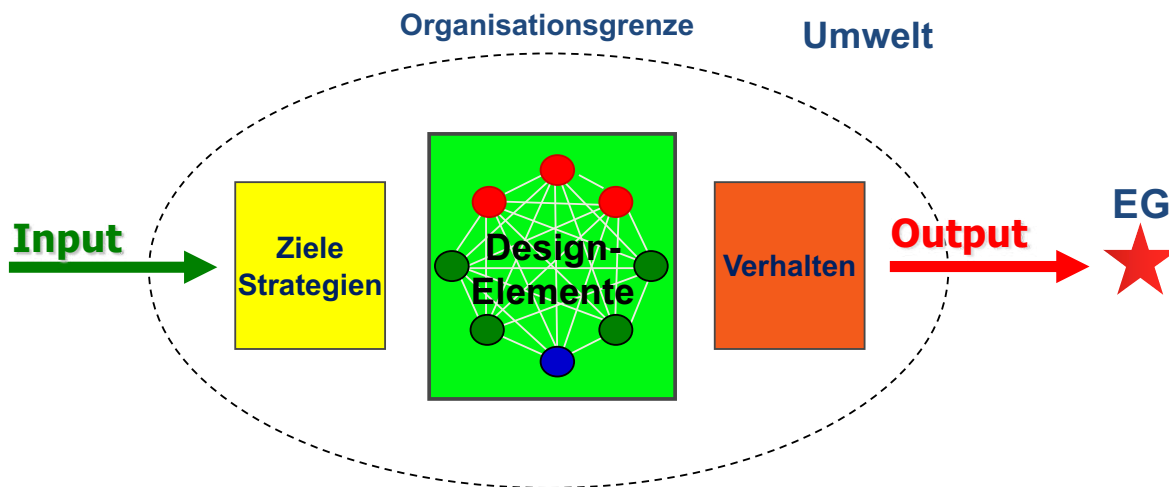 Organisationsgrenze
Umwelt
Input
Ziele
Strategien
Design-
Elemente
Verhalten
Output
EG